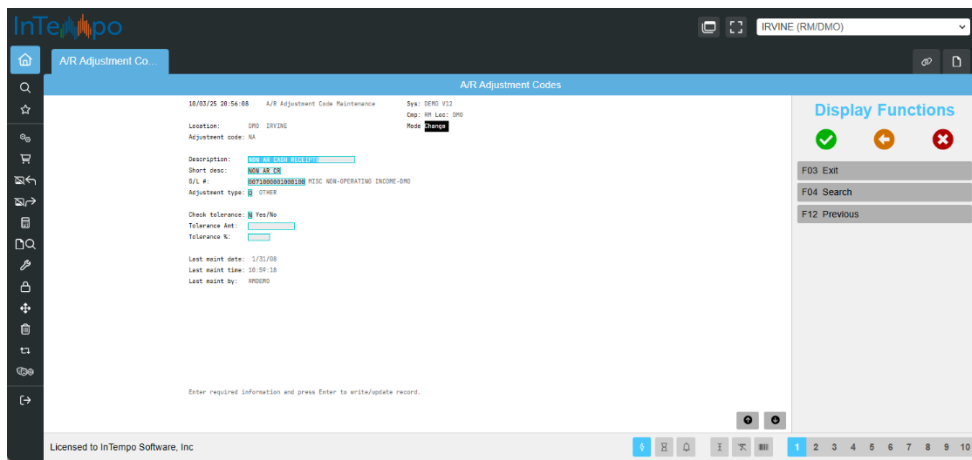 InTempo
IRVINE (RM/DMO)
A/R Adjustment Co...
A/R Adjustment Codes
10/03/25 20:56:08 A/R Adjustment Code Maintenance Sys: DEMO V12
Cmp: RM Loc: DMO
Location: DMO IRVINE Mode Change
Adjustment code: NA
Description: NON AR CASH RECEIPTS
Short desc: NON AR CR
G/L #: 0071000001000100 MISC NON-OPERATING INCOME-DMO
Adjustment type: O OTHER
Check tolerance: N Yes/No
Tolerance Amt:
Tolerance %:
Last maint date: 1/31/08
Last maint time: 10:59:18
Last maint by: RMDEMO
Enter required information and press Enter to write/update record.
Display Functions
F03 Exit
F04 Search
F12 Previous
Licensed to InTempo Software, Inc
1 2 3 4 5 6 7 8 9 10